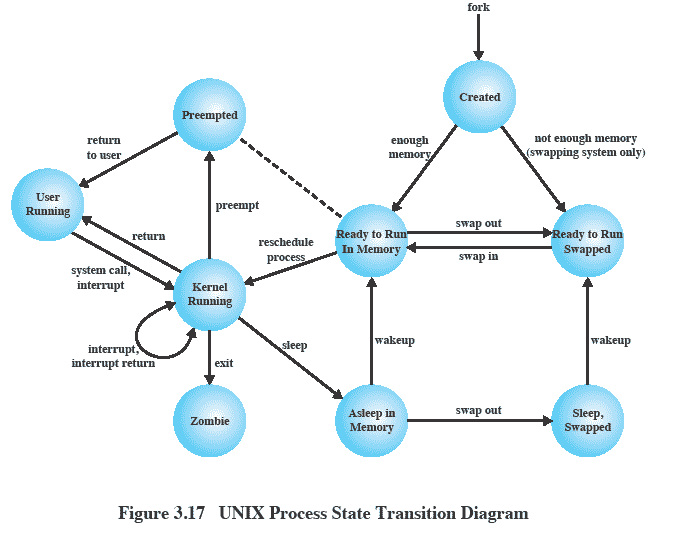 fork
Created
Preempted
enough
memory
not enough memory
(swapping system only)
return
to user
User
Running
preempt
swap out
Ready to Run
In Memory
Ready to Run
Swapped
return
reschedule
process
swap in
system call,
interrupt
Kernel
Running
sleep
wakeup
wakeup
interrupt,
interrupt return
exit
Zombie
Asleep in
Memory
swap out
Sleep,
Swapped
Figure 3.17 UNIX Process State Transition Diagram